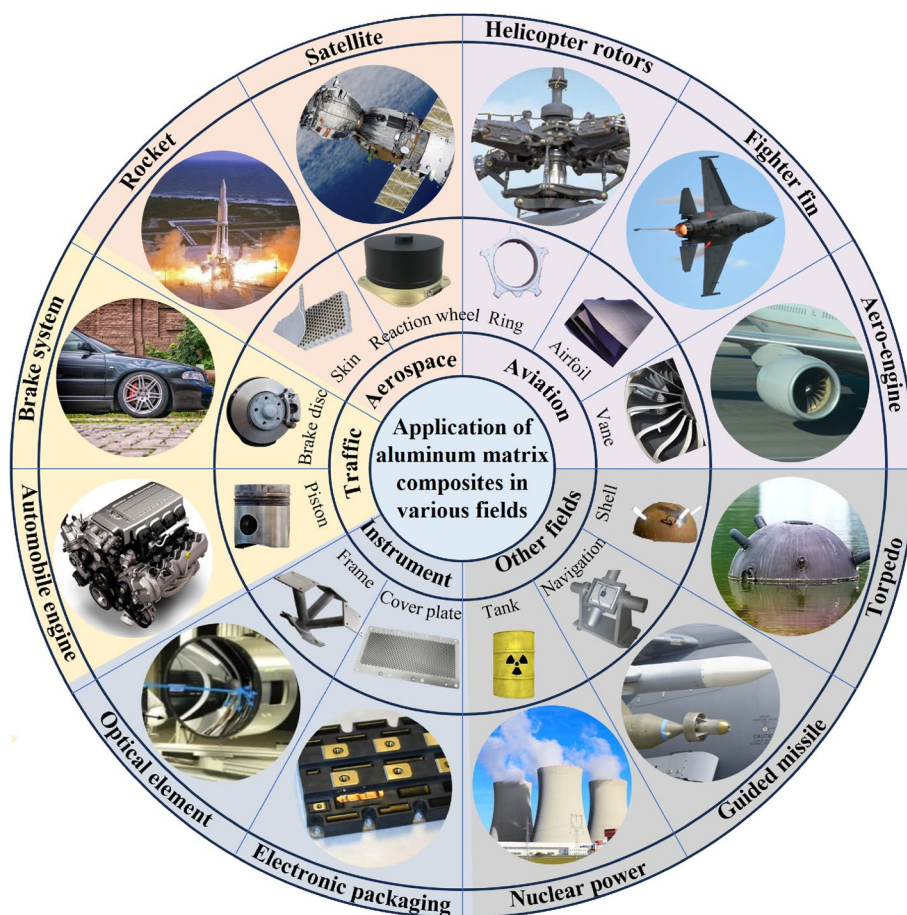 Application of
aluminum matrix
composites in
various fields
Aerospace
Aviation
Other fields
Instrument
Traffic
Skin
Reaction wheel
Ring
Airfoil
Vane
Shell
Navigation
Tank
Cover plate
Frame
Piston
Brake disc
Rocket
Satellite
Helicopter rotors
Fighter fin
Aero-engine
Torpedo
Guided missile
Nuclear power
Electronic packaging
Optical element
Automobile engine
Brake system